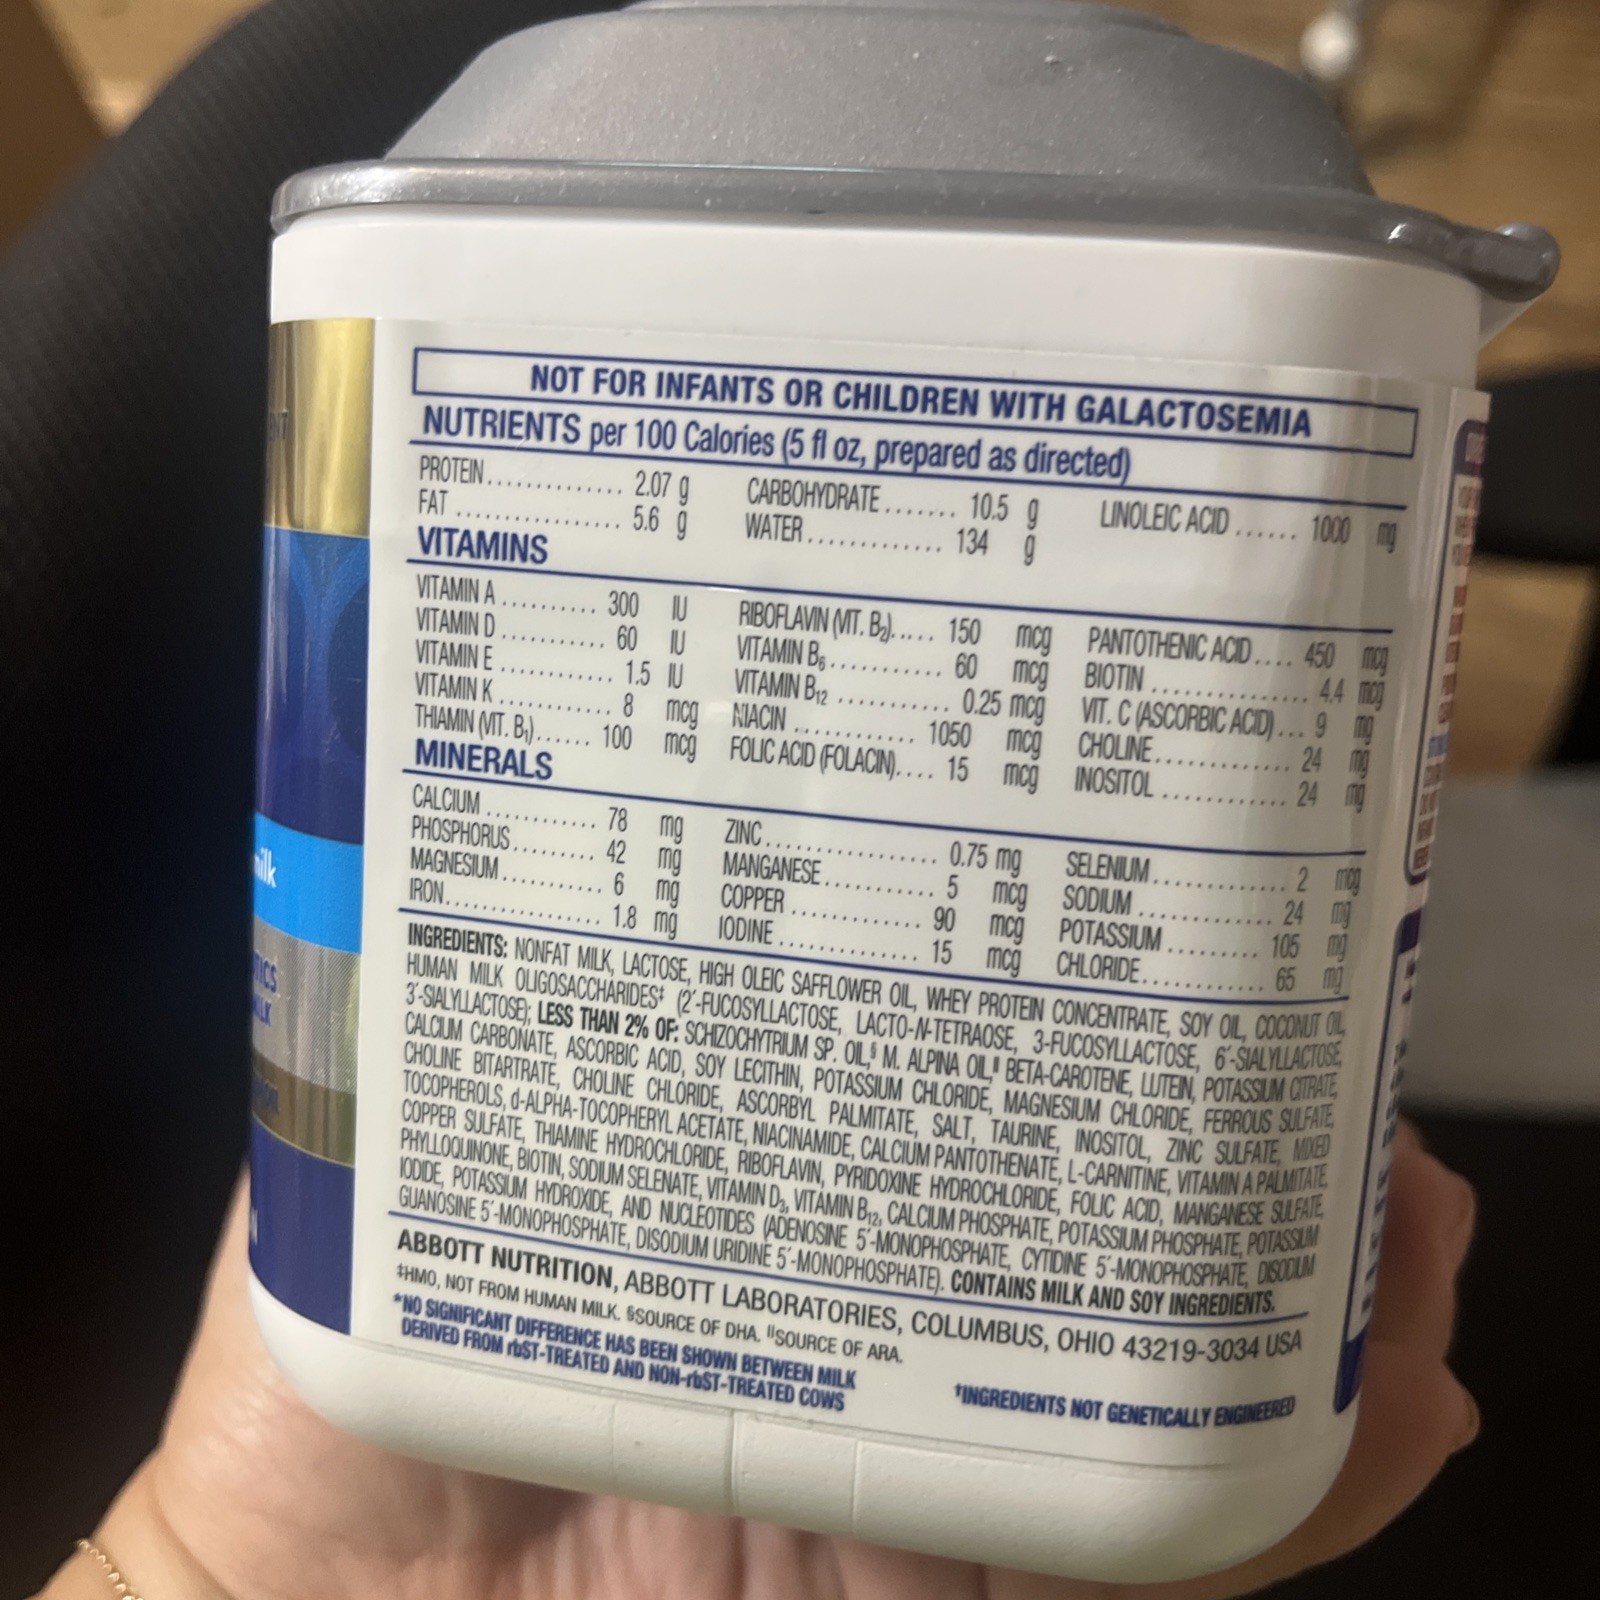 NOT FOR INFANTS OR CHILDREN WITH GALACTOSEMIA
NUTRIENTS per 100 Calories (5 fl oz, prepared as directed)
PROTEIN.............. 2.07 g CARBOHYDRATE....... 10.5 g LINOLEIC ACID ...... 1000 mg
FAT ................. 5.6 g WATER............. 134 g
VITAMINS
VITAMIN A .......... 300 IU RIBOFLAVIN (VIT. B₂)..... 150 mcg PANTOTHENIC ACID.... 450 mcg
VITAMIN D .......... 60 IU VITAMIN B₆........... 60 mcg BIOTIN ............... 4.4 mcg
VITAMIN E ........... 1.5 IU VITAMIN B₁₂ ........... 0.25 mcg VIT. C (ASCORBIC ACID)... 9 mg
VITAMIN K .......... 8 mcg NIACIN ............ 1050 mcg CHOLINE............. 24 mg
THIAMIN (VIT. B₁)...... 100 mcg FOLIC ACID (FOLACIN).... 15 mcg INOSITOL ............ 24 mg
MINERALS
CALCIUM ............ 78 mg ZINC................. 0.75 mg SELENIUM............. 2 mcg
PHOSPHORUS......... 42 mg MANGANESE........... 5 mcg SODIUM ............. 24 mg
MAGNESIUM .......... 6 mg COPPER ............. 90 mcg POTASSIUM ......... 105 mg
IRON................ 1.8 mg IODINE ............. 15 mcg CHLORIDE............ 65 mg
INGREDIENTS: NONFAT MILK, LACTOSE, HIGH OLEIC SAFFLOWER OIL, WHEY PROTEIN CONCENTRATE, SOY OIL, COCONUT OIL,
HUMAN MILK OLIGOSACCHARIDES‡ (2´-FUCOSYLLACTOSE, LACTO-N-TETRAOSE, 3-FUCOSYLLACTOSE, 6´-SIALYLLACTOSE,
3´-SIALYLLACTOSE); LESS THAN 2% OF: SCHIZOCHYTRIUM SP. OIL,§ M. ALPINA OIL,‖ BETA-CAROTENE, LUTEIN, POTASSIUM CITRATE,
CALCIUM CARBONATE, ASCORBIC ACID, SOY LECITHIN, POTASSIUM CHLORIDE, MAGNESIUM CHLORIDE, FERROUS SULFATE,
CHOLINE BITARTRATE, CHOLINE CHLORIDE, ASCORBYL PALMITATE, SALT, TAURINE, INOSITOL, ZINC SULFATE, MIXED
TOCOPHEROLS, d-ALPHA-TOCOPHERYL ACETATE, NIACINAMIDE, CALCIUM PANTOTHENATE, L-CARNITINE, VITAMIN A PALMITATE,
COPPER SULFATE, THIAMINE HYDROCHLORIDE, RIBOFLAVIN, PYRIDOXINE HYDROCHLORIDE, FOLIC ACID, MANGANESE SULFATE,
PHYLLOQUINONE, BIOTIN, SODIUM SELENATE, VITAMIN D₃, VITAMIN B₁₂, CALCIUM PHOSPHATE, POTASSIUM PHOSPHATE, POTASSIUM
IODIDE, POTASSIUM HYDROXIDE, AND NUCLEOTIDES (ADENOSINE 5´-MONOPHOSPHATE, CYTIDINE 5´-MONOPHOSPHATE, DISODIUM
GUANOSINE 5´-MONOPHOSPHATE, DISODIUM URIDINE 5´-MONOPHOSPHATE). CONTAINS MILK AND SOY INGREDIENTS.
ABBOTT NUTRITION, ABBOTT LABORATORIES, COLUMBUS, OHIO 43219-3034 USA
‡HMO, NOT FROM HUMAN MILK. §SOURCE OF DHA. ‖SOURCE OF ARA.
*NO SIGNIFICANT DIFFERENCE HAS BEEN SHOWN BETWEEN MILK
DERIVED FROM rbST-TREATED AND NON-rbST-TREATED COWS
†INGREDIENTS NOT GENETICALLY ENGINEERED
milk